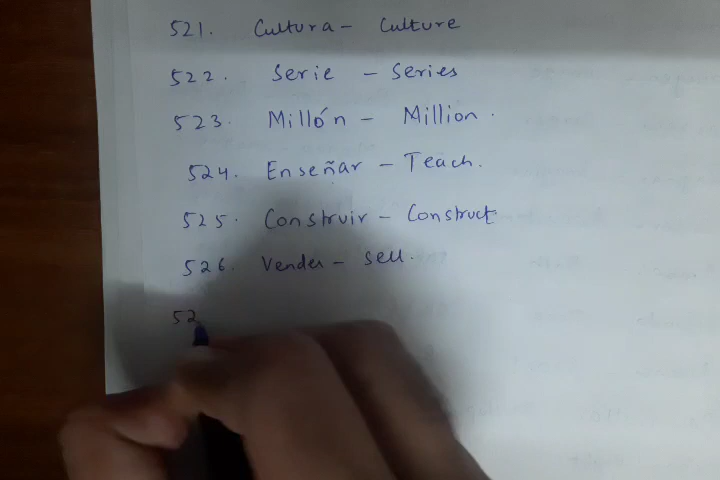 521. Cultura - Culture
522. Serie - Series
523. Millón - Million.
524. Enseñar - Teach.
525. Construir - Construct
526. Vender - Sell.
52